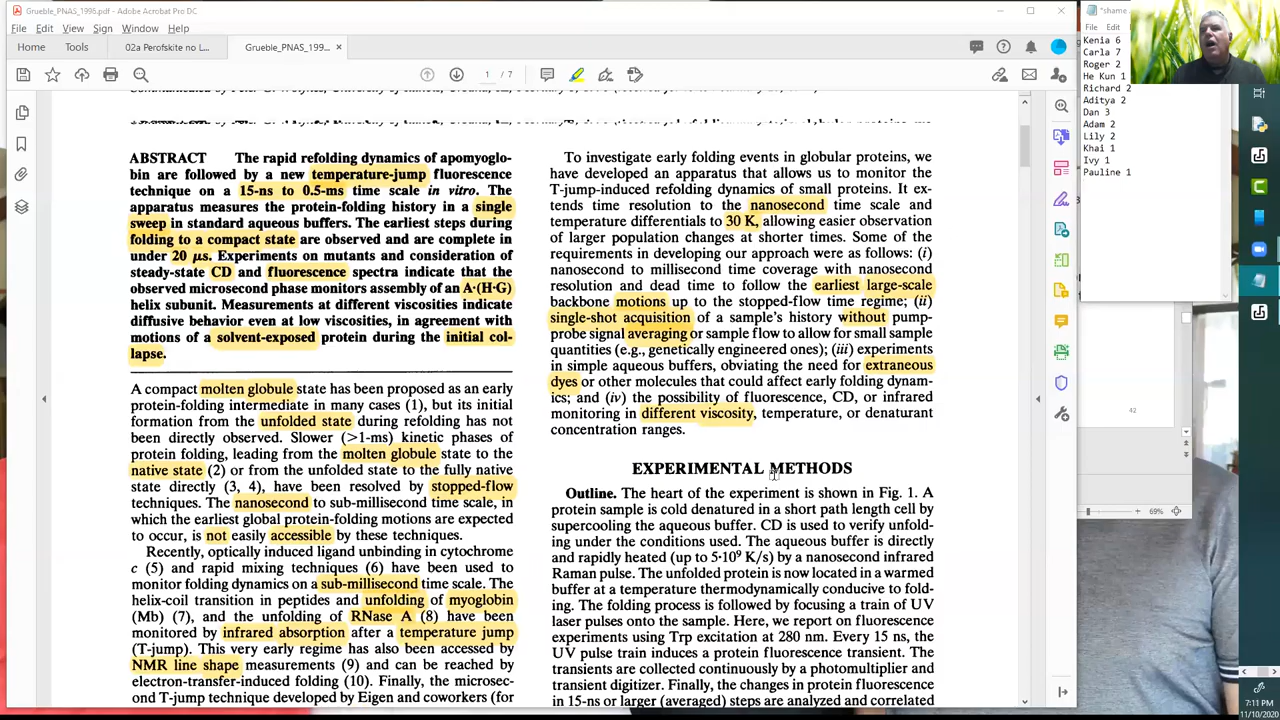 Grueble_PNAS_1996.pdf - Adobe Acrobat Pro DC
File Edit View Sign Window Help
Home Tools 02a Perofskite no L... Grueble_PNAS_199... ×
1 / 7
ABSTRACT The rapid refolding dynamics of apomyoglo-
bin are followed by a new temperature-jump fluorescence
technique on a 15-ns to 0.5-ms time scale in vitro. The
apparatus measures the protein-folding history in a single
sweep in standard aqueous buffers. The earliest steps during
folding to a compact state are observed and are complete in
under 20 μs. Experiments on mutants and consideration of
steady-state CD and fluorescence spectra indicate that the
observed microsecond phase monitors assembly of an A·(H·G)
helix subunit. Measurements at different viscosities indicate
diffusive behavior even at low viscosities, in agreement with
motions of a solvent-exposed protein during the initial col-
lapse.
A compact molten globule state has been proposed as an early
protein-folding intermediate in many cases (1), but its initial
formation from the unfolded state during refolding has not
been directly observed. Slower (>1-ms) kinetic phases of
protein folding, leading from the molten globule state to the
native state (2) or from the unfolded state to the fully native
state directly (3, 4), have been resolved by stopped-flow
techniques. The nanosecond to sub-millisecond time scale, in
which the earliest global protein-folding motions are expected
to occur, is not easily accessible by these techniques.
Recently, optically induced ligand unbinding in cytochrome
c (5) and rapid mixing techniques (6) have been used to
monitor folding dynamics on a sub-millisecond time scale. The
helix-coil transition in peptides and unfolding of myoglobin
(Mb) (7), and the unfolding of RNase A (8) have been
monitored by infrared absorption after a temperature jump
(T-jump). This very early regime has also been accessed by
NMR line shape measurements (9) and can be reached by
electron-transfer-induced folding (10). Finally, the microsec-
ond T-jump technique developed by Eigen and coworkers (for
To investigate early folding events in globular proteins, we
have developed an apparatus that allows us to monitor the
T-jump-induced refolding dynamics of small proteins. It ex-
tends time resolution to the nanosecond time scale and
temperature differentials to 30 K, allowing easier observation
of larger population changes at shorter times. Some of the
requirements in developing our approach were as follows: (i)
nanosecond to millisecond time coverage with nanosecond
resolution and dead time to follow the earliest large-scale
backbone motions up to the stopped-flow time regime; (ii)
single-shot acquisition of a sample's history without pump-
probe signal averaging or sample flow to allow for small sample
quantities (e.g., genetically engineered ones); (iii) experiments
in simple aqueous buffers, obviating the need for extraneous
dyes or other molecules that could affect early folding dynam-
ics; and (iv) the possibility of fluorescence, CD, or infrared
monitoring in different viscosity, temperature, or denaturant
concentration ranges.
EXPERIMENTAL METHODS
Outline. The heart of the experiment is shown in Fig. 1. A
protein sample is cold denatured in a short path length cell by
supercooling the aqueous buffer. CD is used to verify unfold-
ing under the conditions used. The aqueous buffer is directly
and rapidly heated (up to 5·10⁹ K/s) by a nanosecond infrared
Raman pulse. The unfolded protein is now located in a warmed
buffer at a temperature thermodynamically conducive to fold-
ing. The folding process is followed by focusing a train of UV
laser pulses onto the sample. Here, we report on fluorescence
experiments using Trp excitation at 280 nm. Every 15 ns, the
UV pulse train induces a protein fluorescence transient. The
transients are collected continuously by a photomultiplier and
transient digitizer. Finally, the changes in protein fluorescence
in 15-ns or larger (averaged) steps are analyzed and correlated
*shame
File Edit
Kenia 6
Carla 7
Roger 2
He Kun 1
Richard 2
Aditya 2
Dan 3
Adam 2
Lily 2
Khai 1
Ivy 1
Pauline 1
42
69%
7:11 PM
11/10/2020